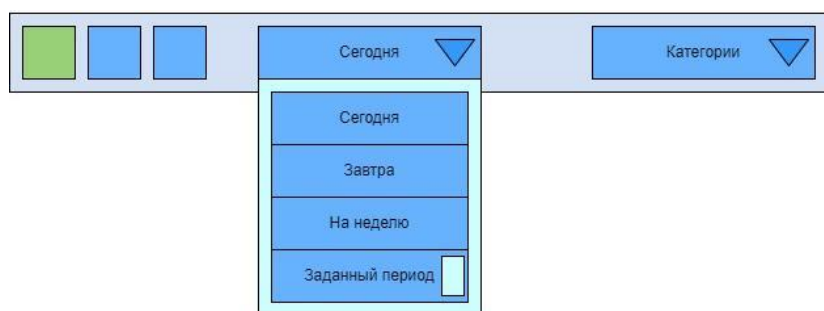 Сегодня
Категории
Сегодня
Завтра
На неделю
Заданный период